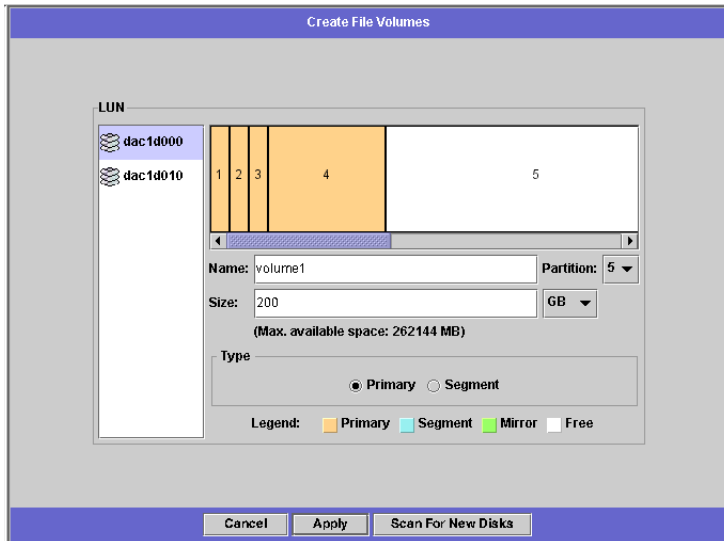 Create File Volumes
LUN
dac1d000
dac1d010
1 2 3 4 5
Name: volume1 Partition: 5
Size: 200 GB
(Max. available space: 262144 MB)
Type
Primary Segment
Legend: Primary Segment Mirror Free
Cancel Apply Scan For New Disks